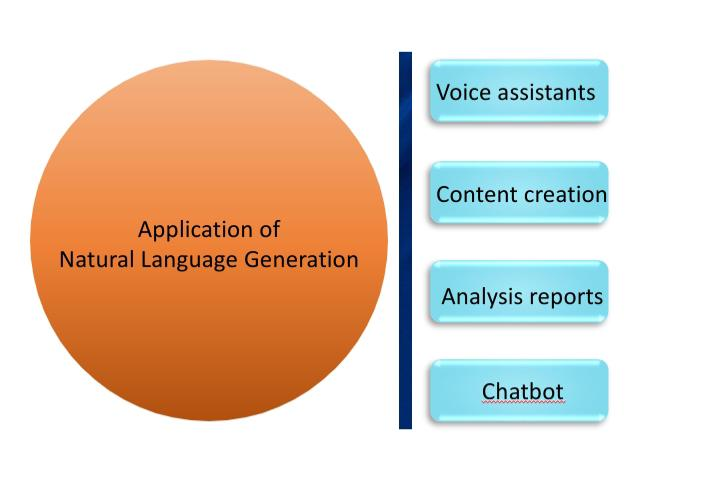 Application of
Natural Language Generation
Voice assistants
Content creation
Analysis reports
Chatbot